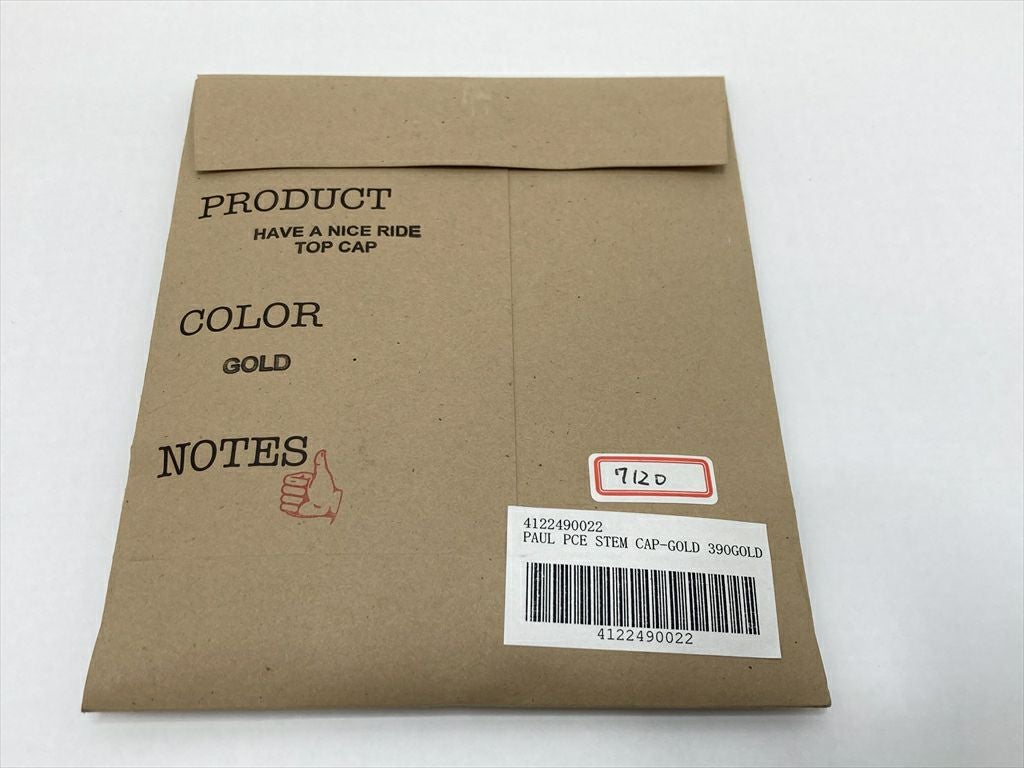 PRODUCT
HAVE A NICE RIDE
TOP CAP
COLOR
GOLD
NOTES
7120
4122490022
PAUL PCE STEM CAP-GOLD 390GOLD
4122490022